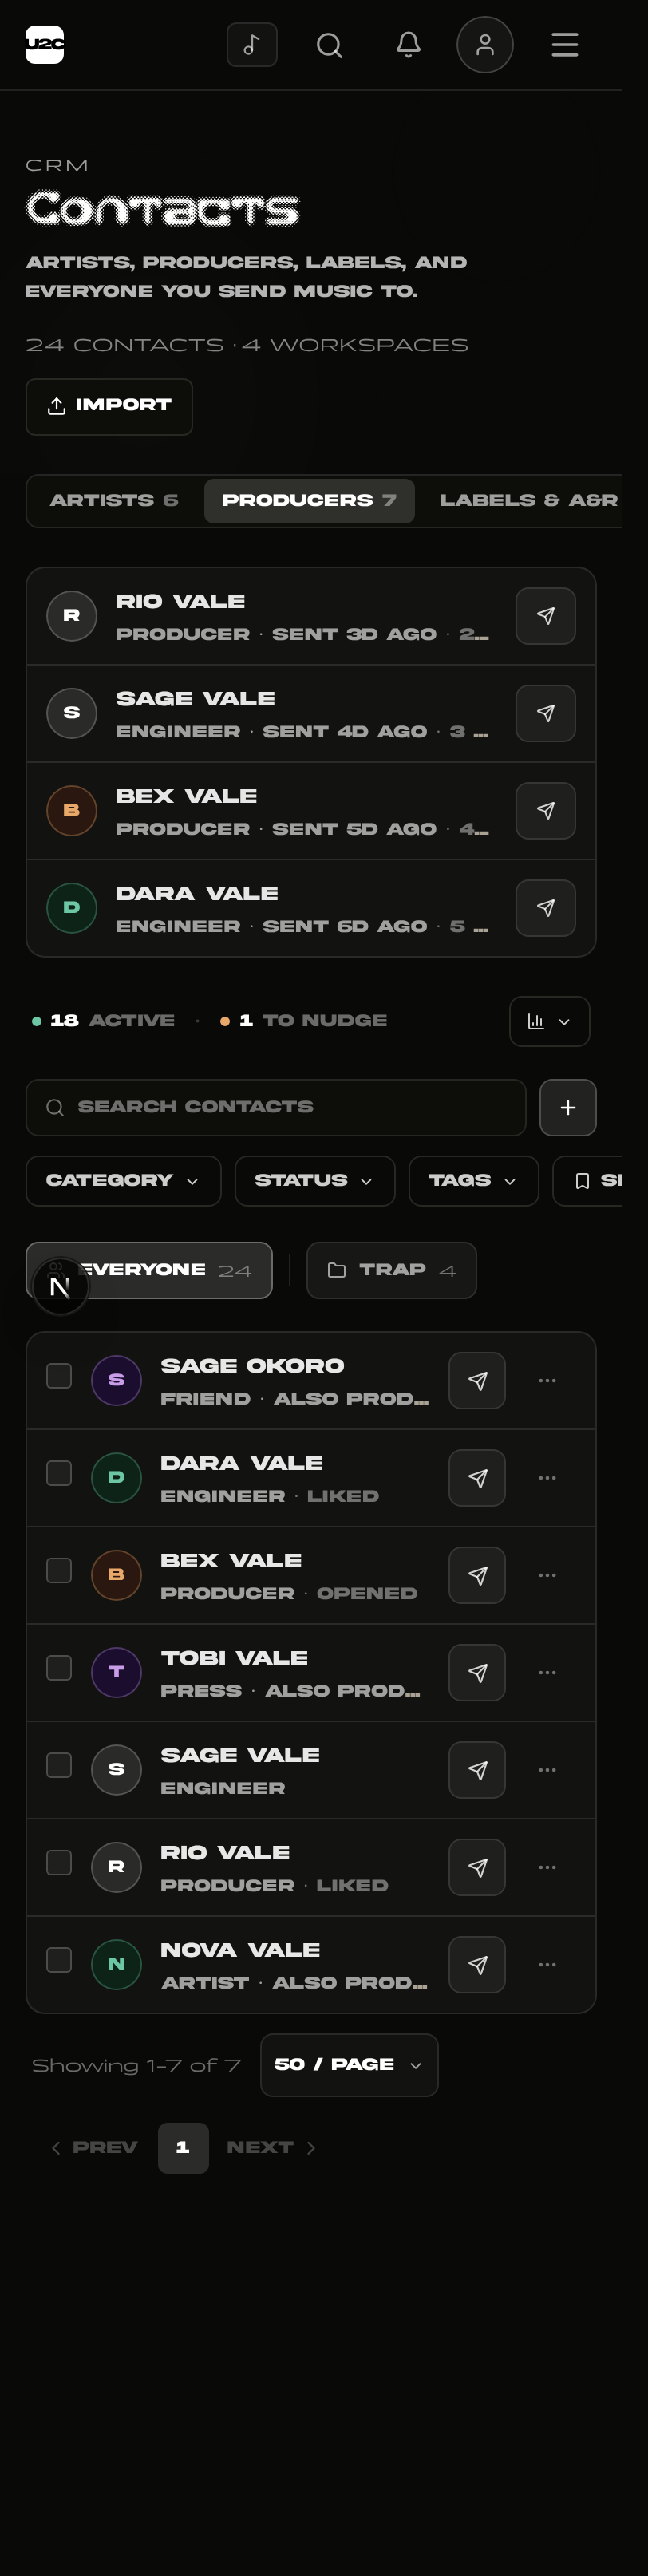 U2C
CRM
Contacts
ARTISTS, PRODUCERS, LABELS, AND
EVERYONE YOU SEND MUSIC TO.
24 CONTACTS · 4 WORKSPACES
IMPORT
ARTISTS 6 PRODUCERS 7 LABELS & A&R
R RIO VALE
PRODUCER · SENT 3D AGO · 2...
S SAGE VALE
ENGINEER · SENT 4D AGO · 3 ...
B BEX VALE
PRODUCER · SENT 5D AGO · 4...
D DARA VALE
ENGINEER · SENT 6D AGO · 5 ...
18 ACTIVE · 1 TO NUDGE
SEARCH CONTACTS
CATEGORY STATUS TAGS
N EVERYONE 24 TRAP 4
S SAGE OKORO
FRIEND · ALSO PROD...
D DARA VALE
ENGINEER · LIKED
B BEX VALE
PRODUCER · OPENED
T TOBI VALE
PRESS · ALSO PROD...
S SAGE VALE
ENGINEER
R RIO VALE
PRODUCER · LIKED
N NOVA VALE
ARTIST · ALSO PROD...
Showing 1–7 of 7 50 / PAGE
PREV 1 NEXT